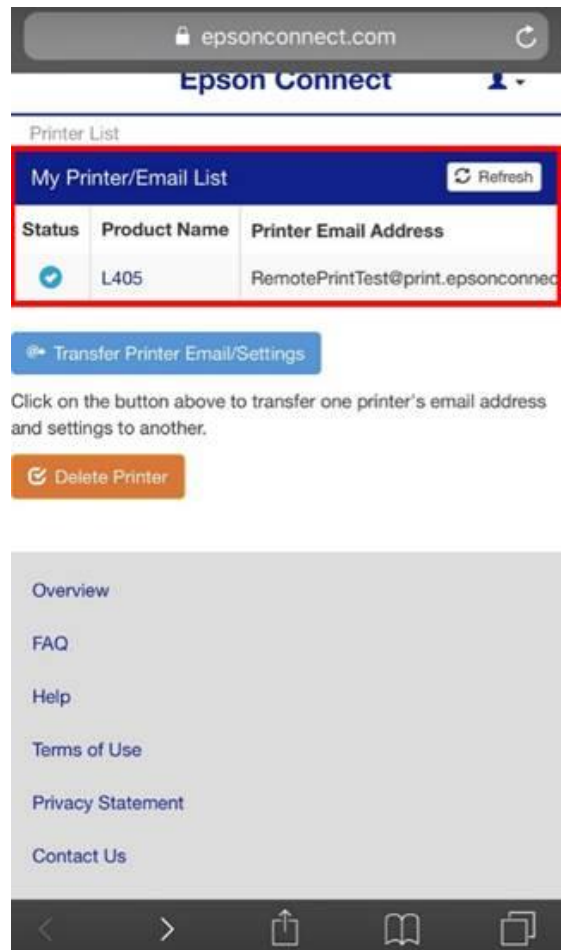 epsonconnect.com
Epson Connect
Printer List
My Printer/Email List
Refresh
Status Product Name Printer Email Address
L405 RemotePrintTest@print.epsonconnec
Transfer Printer Email/Settings
Click on the button above to transfer one printer's email address
and settings to another.
Delete Printer
Overview
FAQ
Help
Terms of Use
Privacy Statement
Contact Us